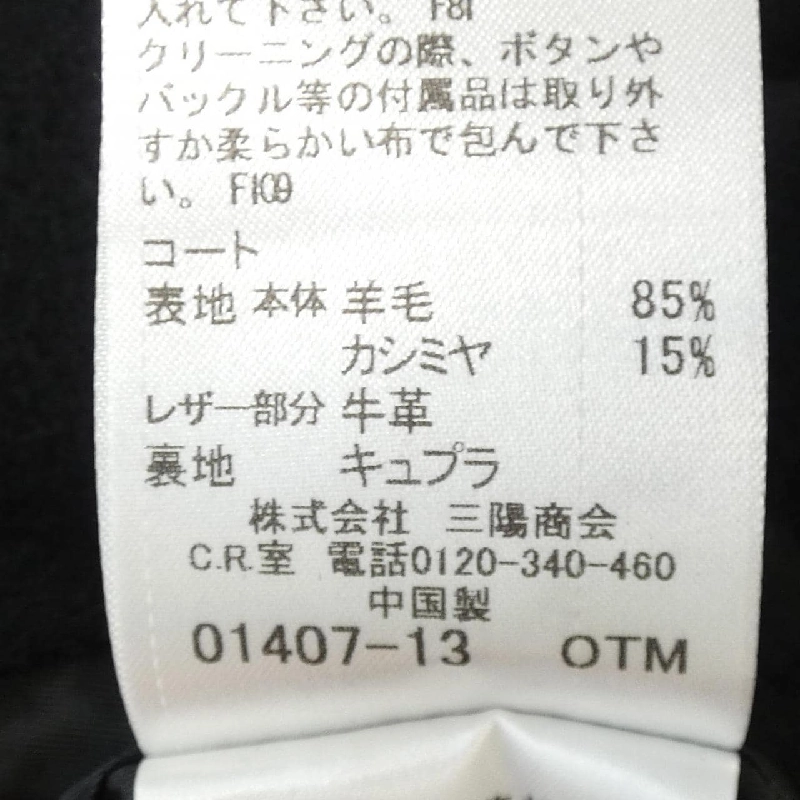 入れて下さい。 F81
クリーニングの際、ボタンや
バックル等の付属品は取り外
すか柔らかい布で包んで下さ
い。 F109
コート
表地 本体 羊毛 85%
カシミヤ 15%
レザー部分 牛革
裏地 キュプラ
株式会社 三陽商会
C.R.室 電話0120-340-460
中国製
01407-13 OTM